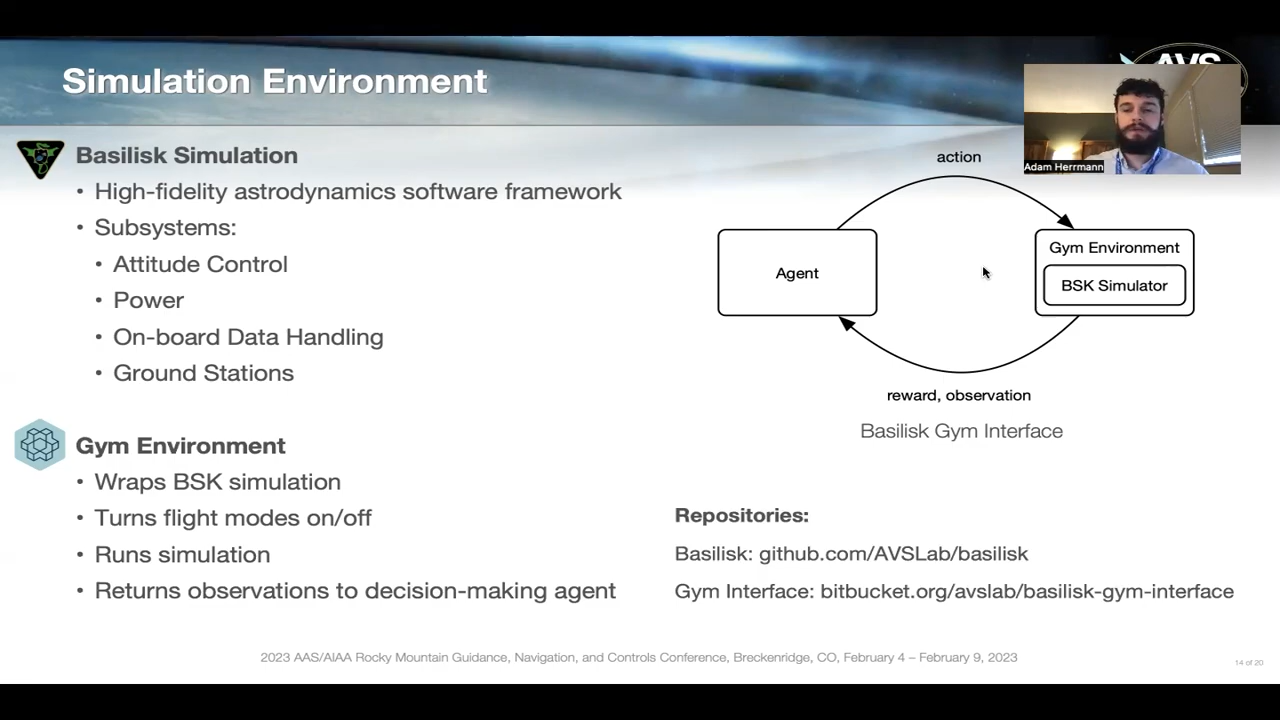 Simulation Environment
AVS
Adam Herrmann
Basilisk Simulation
• High-fidelity astrodynamics software framework
• Subsystems:
• Attitude Control
• Power
• On-board Data Handling
• Ground Stations
Gym Environment
• Wraps BSK simulation
• Turns flight modes on/off
• Runs simulation
• Returns observations to decision-making agent
action
Agent
Gym Environment
BSK Simulator
reward, observation
Basilisk Gym Interface
Repositories:
Basilisk: github.com/AVSLab/basilisk
Gym Interface: bitbucket.org/avslab/basilisk-gym-interface
2023 AAS/AIAA Rocky Mountain Guidance, Navigation, and Controls Conference, Breckenridge, CO, February 4 – February 9, 2023
14 of 20